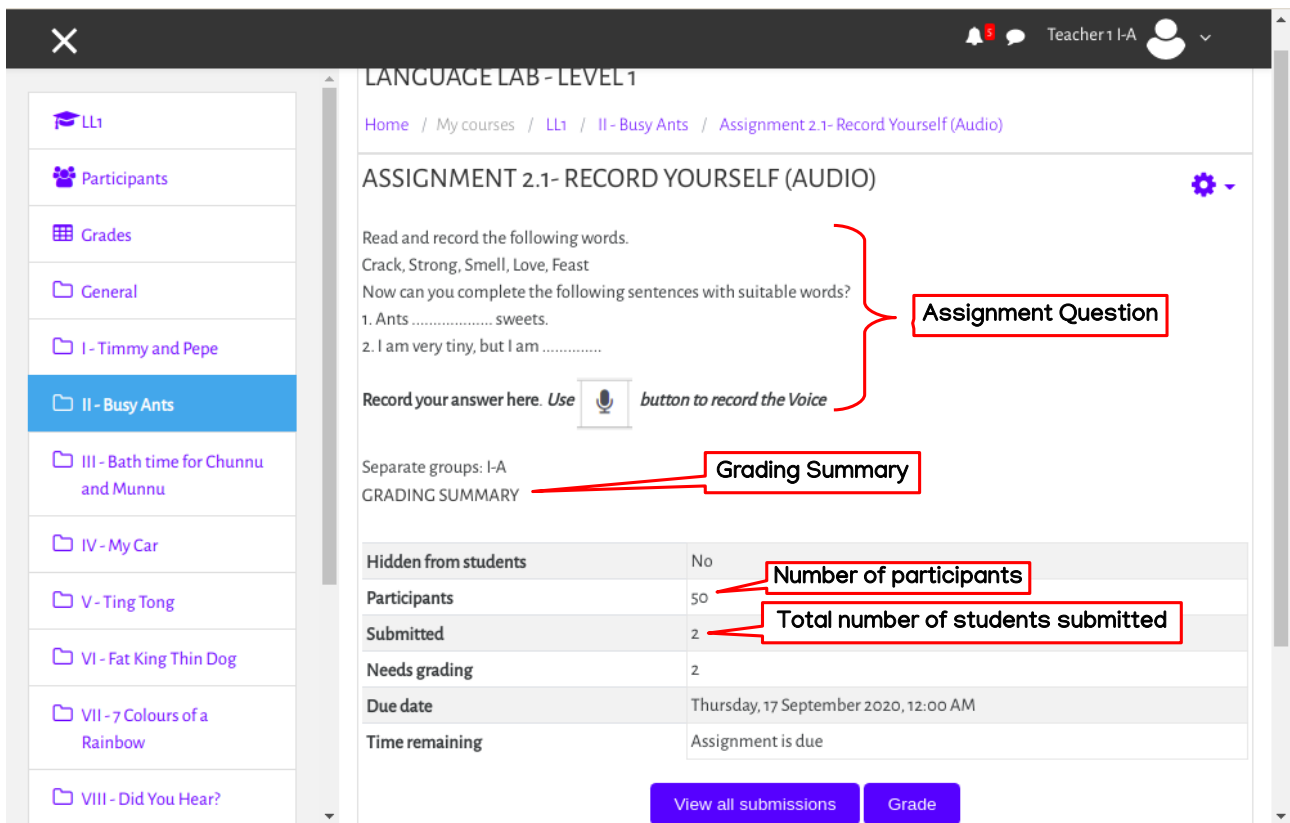 5
Teacher 1 I-A
LL1
Participants
Grades
General
I - Timmy and Pepe
II - Busy Ants
III - Bath time for Chunnu
and Munnu
IV - My Car
V - Ting Tong
VI - Fat King Thin Dog
VII - 7 Colours of a
Rainbow
VIII - Did You Hear?
LANGUAGE LAB - LEVEL 1
Home / My courses / LL1 / II - Busy Ants / Assignment 2.1- Record Yourself (Audio)
ASSIGNMENT 2.1- RECORD YOURSELF (AUDIO)
Read and record the following words.
Crack, Strong, Smell, Love, Feast
Now can you complete the following sentences with suitable words?
1. Ants ................... sweets.
2. I am very tiny, but I am ..............
Assignment Question
Record your answer here. Use button to record the Voice
Separate groups: I-A
Grading Summary
GRADING SUMMARY
Hidden from students No
Number of participants
Participants 50
Total number of students submitted
Submitted 2
Needs grading 2
Due date Thursday, 17 September 2020, 12:00 AM
Time remaining Assignment is due
View all submissions Grade